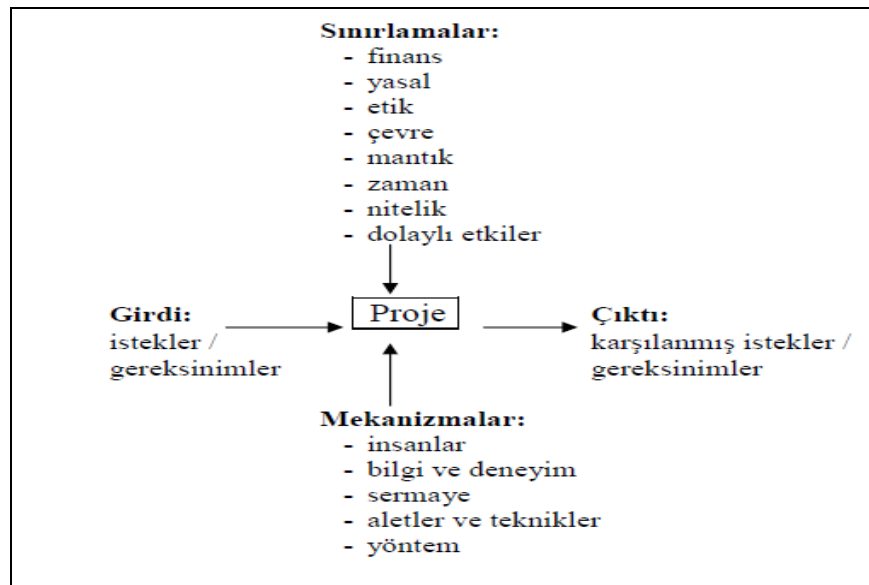 Sınırlamalar:
- finans
- yasal
- etik
- çevre
- mantık
- zaman
- nitelik
- dolaylı etkiler
Girdi:
istekler /
gereksinimler
Proje
Çıktı:
karşılanmış istekler /
gereksinimler
Mekanizmalar:
- insanlar
- bilgi ve deneyim
- sermaye
- aletler ve teknikler
- yöntem